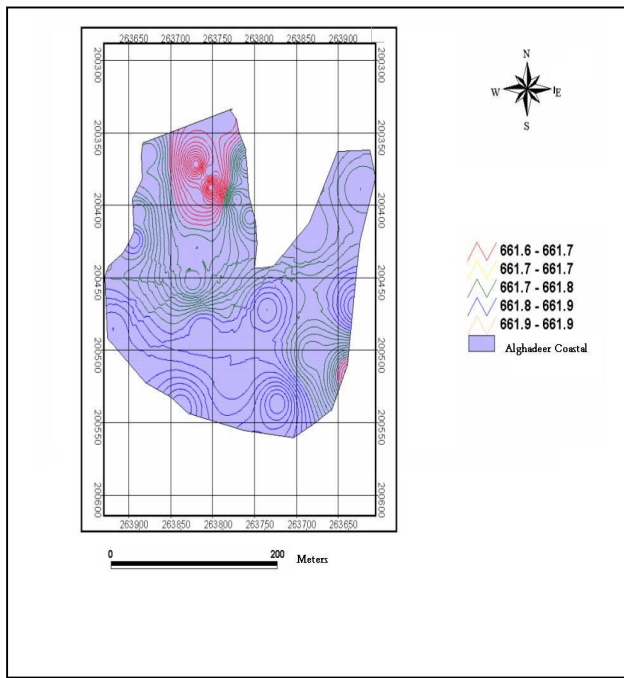 263650 263700 263750 263800 263850 263900
N
W E
S
200300 200300
200350 200350
200400 200400
200450 200450
200500 200500
200550 200550
200600 200600
661.6 - 661.7
661.7 - 661.7
661.7 - 661.8
661.8 - 661.9
661.9 - 661.9
Alghadeer Coastal
263900 263850 263800 263750 263700 263650
0 200 Meters